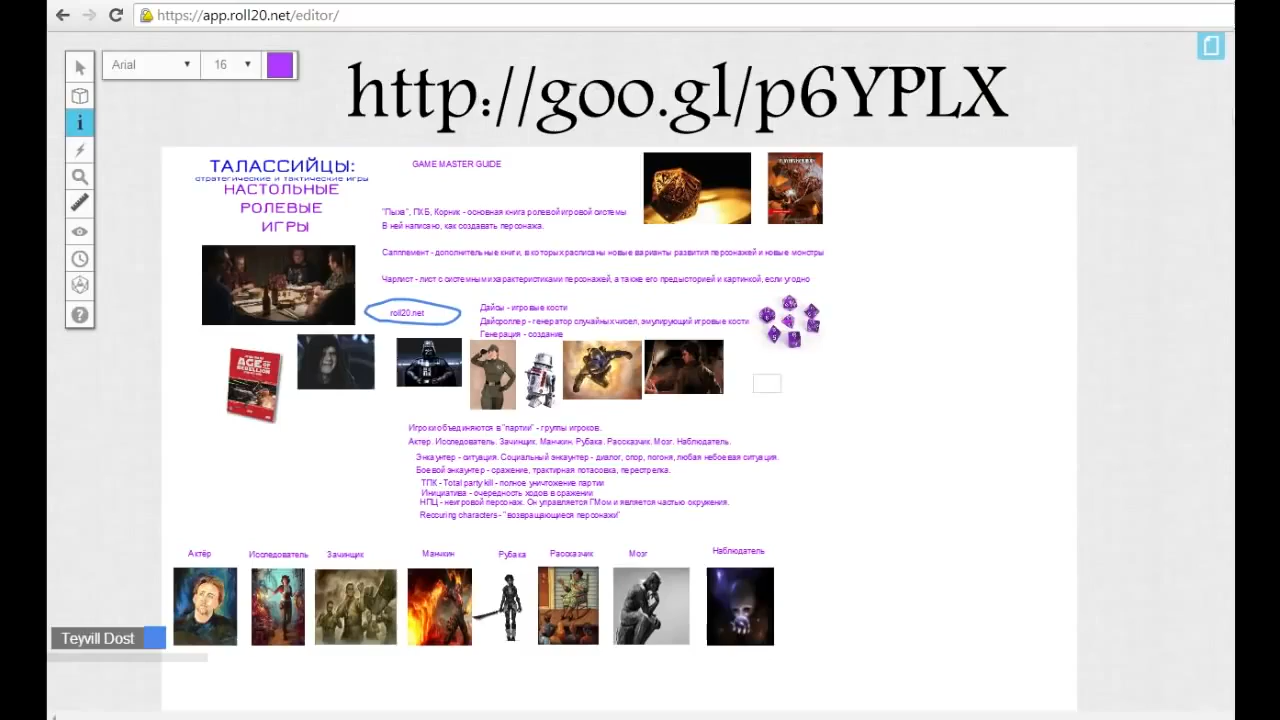 https://app.roll20.net/editor/
Arial
16
http://goo.gl/p6YPLX
ТАЛАССИЙЦЫ:
стратегические и тактические игры
НАСТОЛЬНЫЕ
РОЛЕВЫЕ
ИГРЫ
GAME MASTER GUIDE
"Пыха", ПХБ, Корник - основная книга ролевой игровой системы
В ней написано, как создавать персонажа.
Сапплемент - дополнительные книги, в которых расписаны новые варианты развития персонажей и новые монстры
Чарлист - лист с системными характеристиками персонажей, а также его предысторией и картинкой, если угодно
roll20.net
Дайсы - игровые кости
Дайсроллер - генератор случайных чисел, эмулирующий игровые кости
Генерация - создание
AGE OF
REBELLION
Игроки объединяются в "партии" - группы игроков.
Актер. Исследователь. Зачинщик. Манчкин. Рубака. Рассказчик. Мозг. Наблюдатель.
Энкаунтер - ситуация. Социальный энкаунтер - диалог, спор, погоня, любая небоевая ситуация.
Боевой энкаунтер - сражение, трактирная потасовка, перестрелка.
ТПК - Total party kill - полное уничтожение партии
Инициатива - очередность ходов в сражении
НПЦ - неигровой персонаж. Он управляется ГМом и является частью окружения.
Reccuring characters - "возвращающиеся персонажи"
Актёр
Исследователь
Зачинщик
Манчкин
Рубака
Рассказчик
Мозг
Наблюдатель
Teyvill Dost